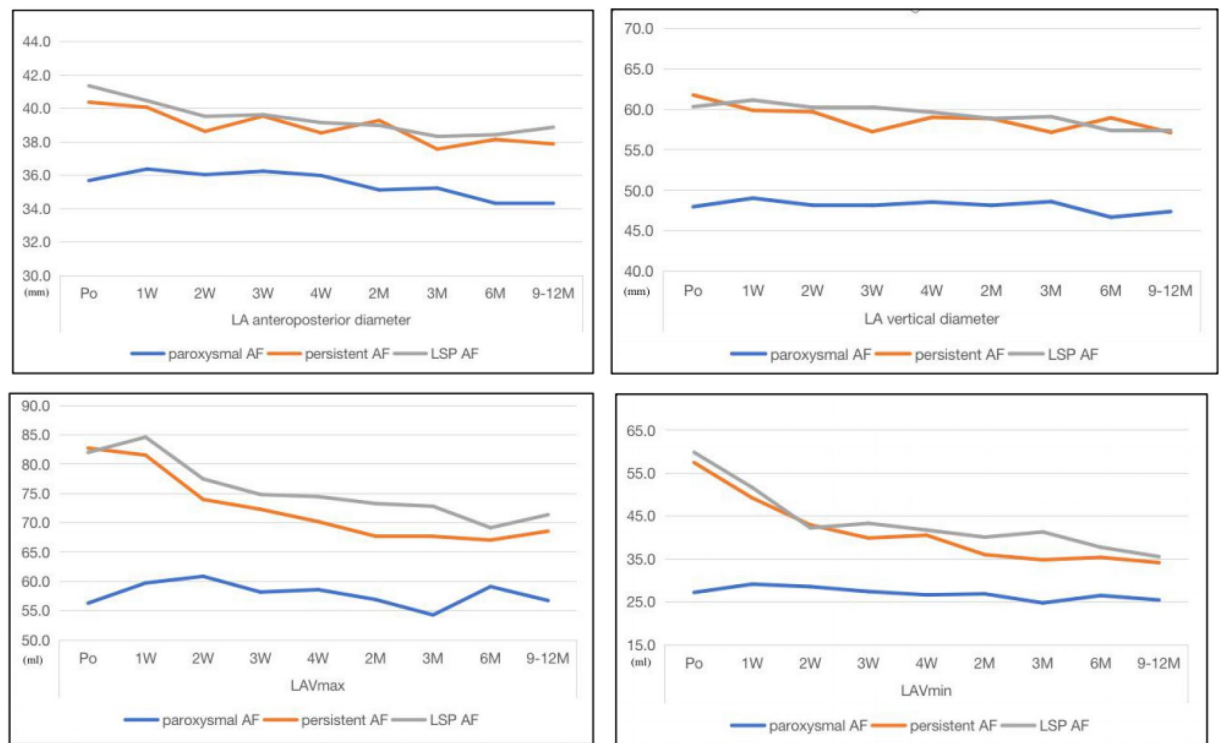 44.0
42.0
40.0
38.0
36.0
34.0
32.0
30.0
(mm)
Po 1W 2W 3W 4W 2M 3M 6M 9-12M
LA anteroposterior diameter
paroxysmal AF persistent AF LSP AF
70.0
65.0
60.0
55.0
50.0
45.0
40.0
(mm)
Po 1W 2W 3W 4W 2M 3M 6M 9-12M
LA vertical diameter
paroxysmal AF persistent AF LSP AF
90.0
85.0
80.0
75.0
70.0
65.0
60.0
55.0
50.0
(ml)
Po 1W 2W 3W 4W 2M 3M 6M 9-12M
LAVmax
paroxysmal AF persistent AF LSP AF
65.0
55.0
45.0
35.0
25.0
15.0
(ml)
Po 1W 2W 3W 4W 2M 3M 6M 9-12M
LAVmin
paroxysmal AF persistent AF LSP AF